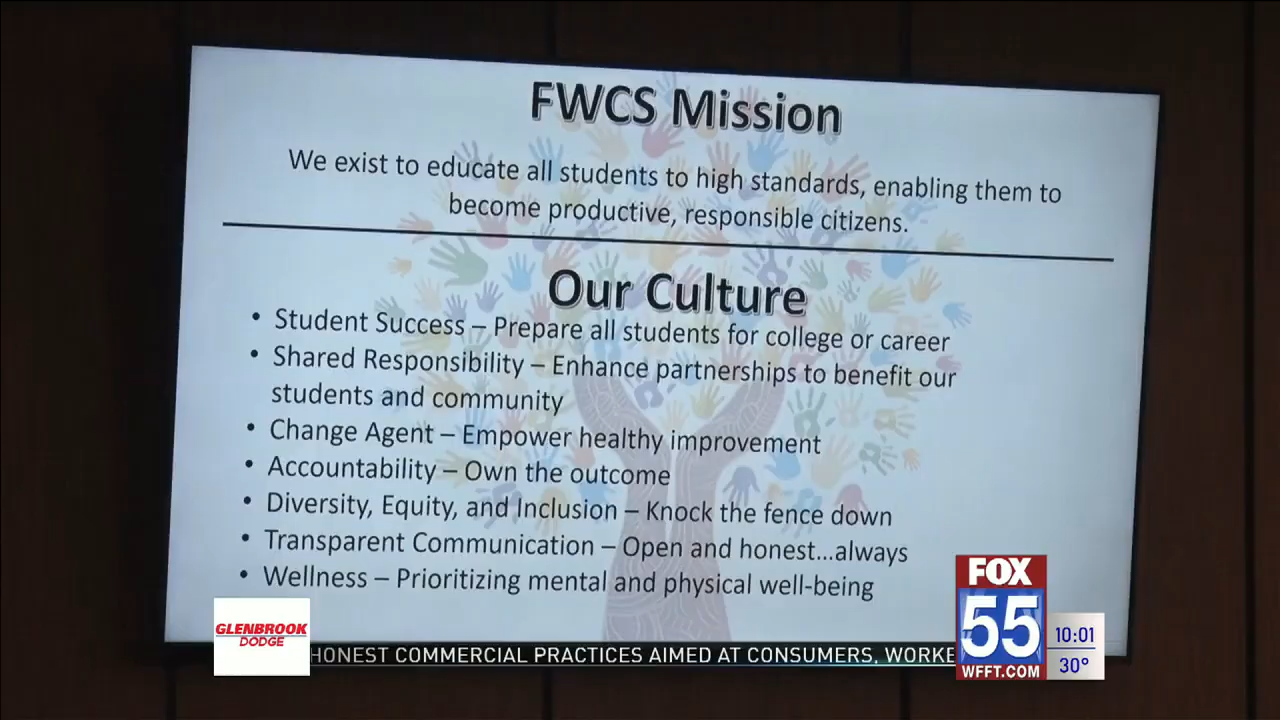 FWCS Mission
We exist to educate all students to high standards, enabling them to
become productive, responsible citizens.
Our Culture
• Student Success – Prepare all students for college or career
• Shared Responsibility – Enhance partnerships to benefit our
students and community
• Change Agent – Empower healthy improvement
• Accountability – Own the outcome
• Diversity, Equity, and Inclusion – Knock the fence down
• Transparent Communication – Open and honest...always
• Wellness – Prioritizing mental and physical well-being
GLENBROOK
DODGE
HONEST COMMERCIAL PRACTICES AIMED AT CONSUMERS, WORKE
FOX
55
WFFT.COM
10:01
30°